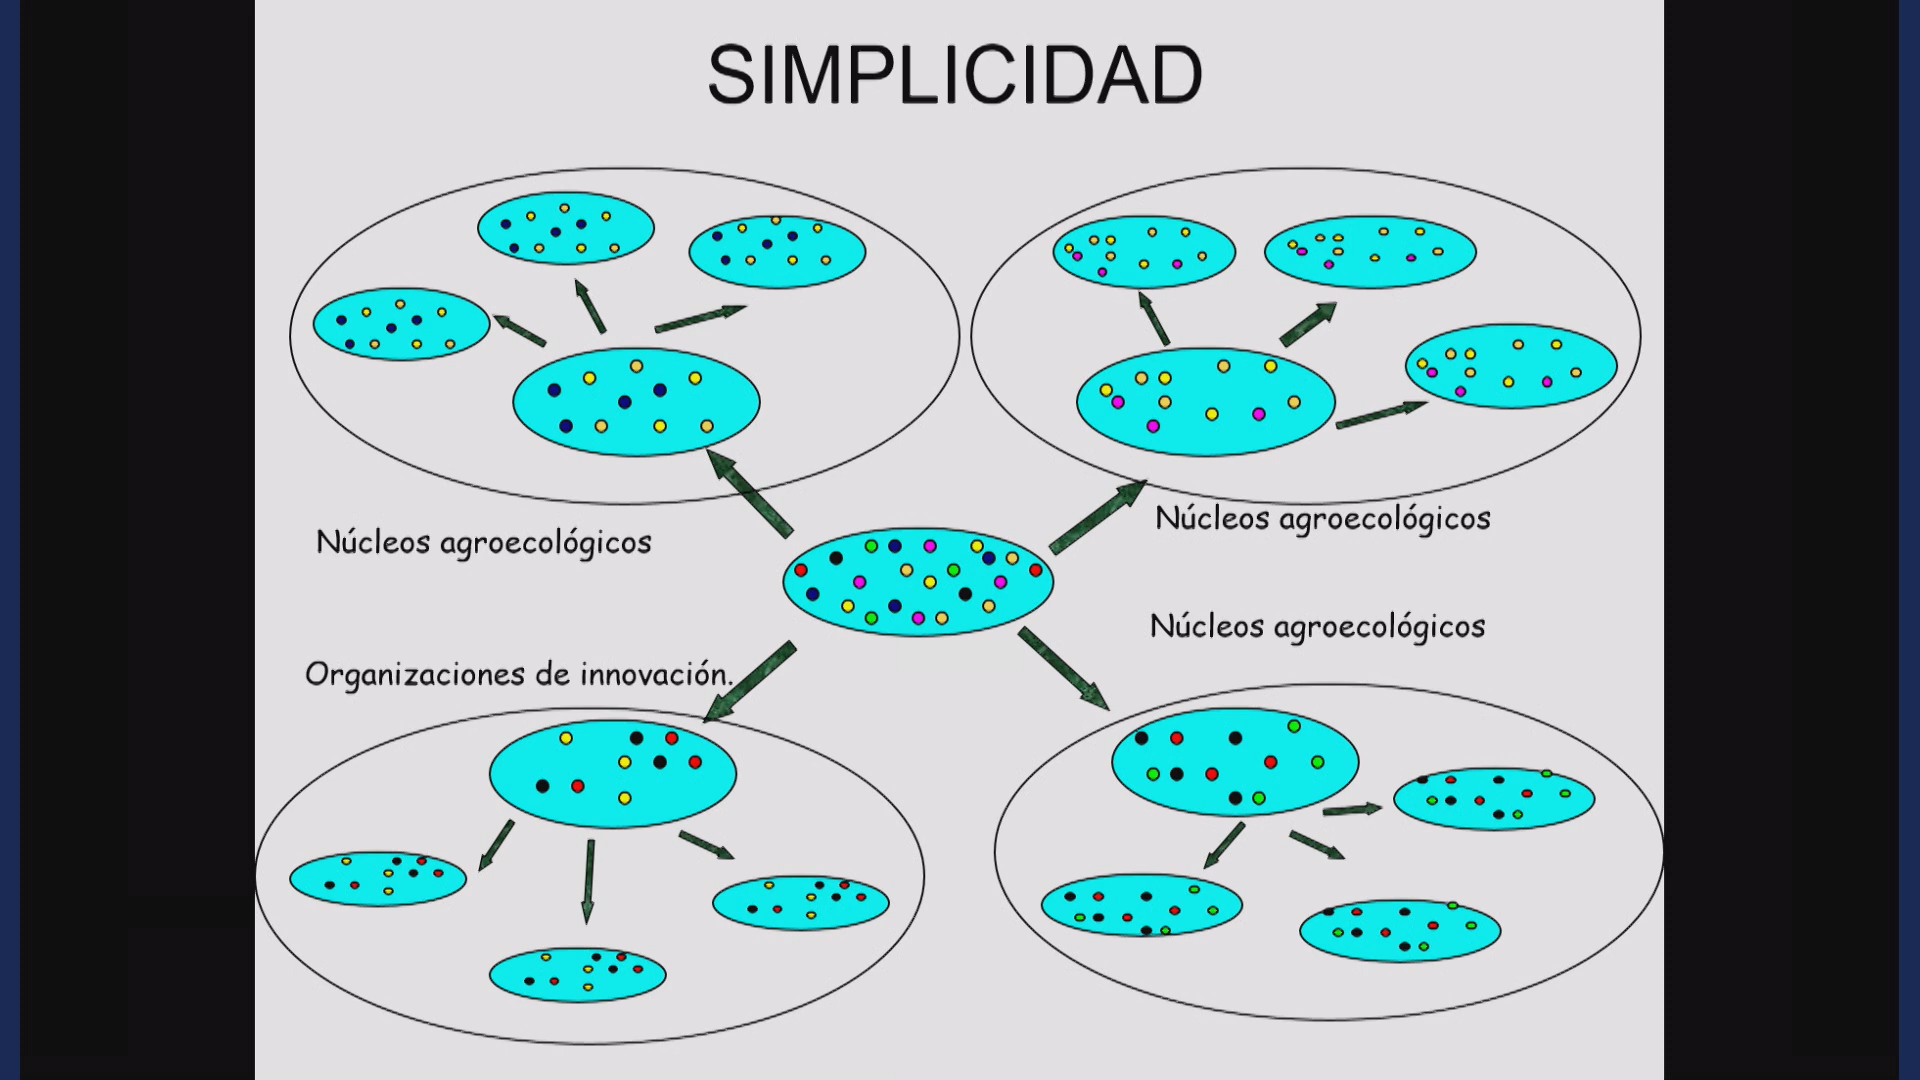 SIMPLICIDAD
Núcleos agroecológicos
Núcleos agroecológicos
Núcleos agroecológicos
Organizaciones de innovación.